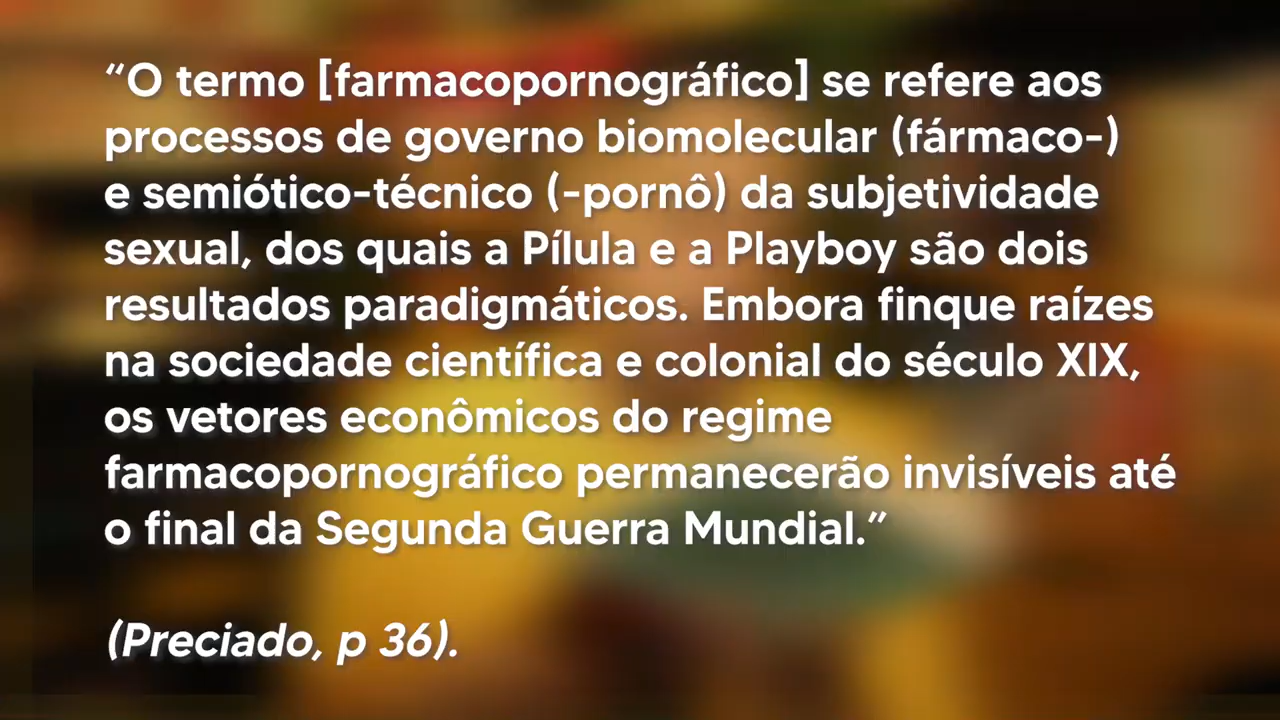 “O termo [farmacopornográfico] se refere aos
processos de governo biomolecular (fármaco-)
e semiótico-técnico (-pornô) da subjetividade
sexual, dos quais a Pílula e a Playboy são dois
resultados paradigmáticos. Embora finque raízes
na sociedade científica e colonial do século XIX,
os vetores econômicos do regime
farmacopornográfico permanecerão invisíveis até
o final da Segunda Guerra Mundial.”
(Preciado, p 36).